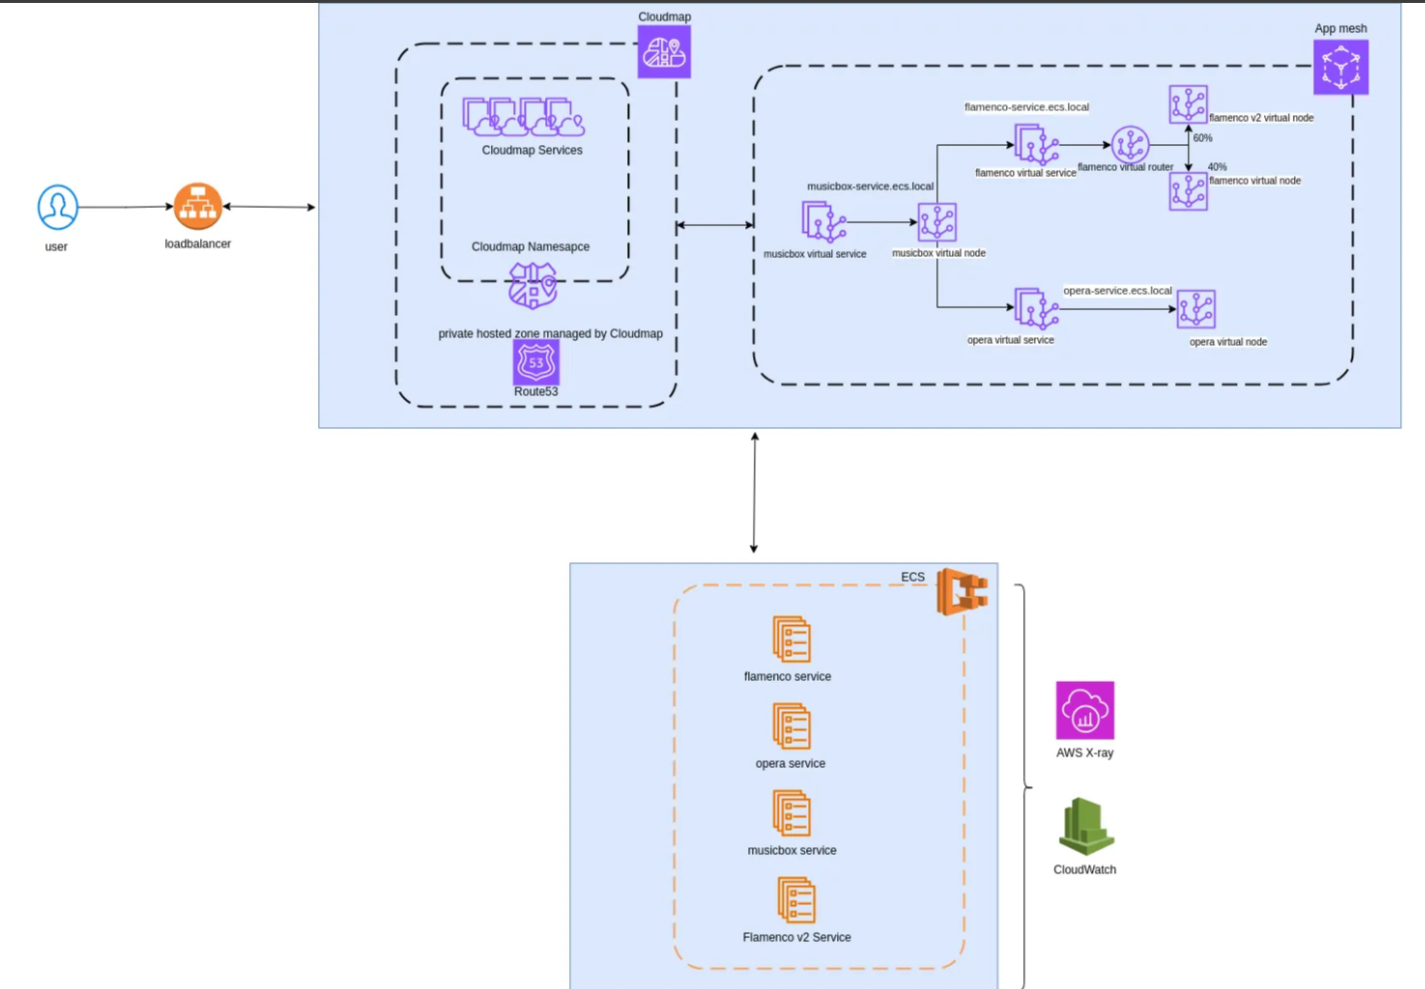 Cloudmap
App mesh
Cloudmap Services
Cloudmap Namesapce
private hosted zone managed by Cloudmap
53
Route53
user
loadbalancer
flamenco-service.ecs.local
flamenco v2 virtual node
60%
flamenco virtual service
flamenco virtual router
40%
flamenco virtual node
musicbox-service.ecs.local
musicbox virtual service
musicbox virtual node
opera-service.ecs.local
opera virtual service
opera virtual node
ECS
flamenco service
opera service
musicbox service
Flamenco v2 Service
AWS X-ray
CloudWatch